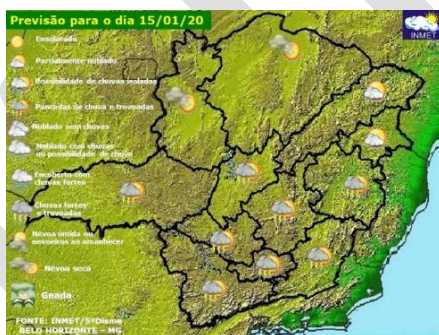 Previsão para o dia 15/01/20
INMET
Ensolarado
Parcialmente nublado
Possibilidade de chuvas isoladas
Pancadas de chuva e trovoadas
Nublado sem chuvas
Nublado com chuvas
ou possibilidade de chuva
Encoberto com
chuvas fortes
Chuvas fortes
e trovoadas
Névoa úmida ou
nevoeiros ao amanhecer
Névoa seca
Geada
FONTE: INMET/5ºDisme
BELO HORIZONTE - MG